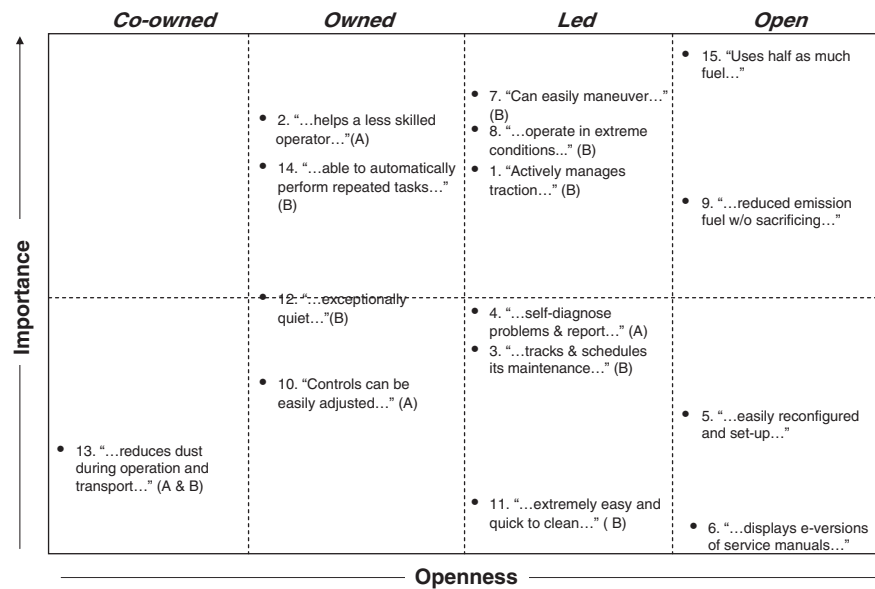 Co-owned Owned Led Open
Importance
13. “…reduces dust
during operation and
transport…” (A & B)
2. “…helps a less skilled
operator…”(A)
14. “…able to automatically
perform repeated tasks…”
(B)
12. “…exceptionally
quiet…”(B)
10. “Controls can be
easily adjusted…” (A)
7. “Can easily maneuver…”
(B)
8. “…operate in extreme
conditions...” (B)
1. “Actively manages
traction…” (B)
4. “…self-diagnose
problems & report…” (A)
3. “…tracks & schedules
its maintenance…” (B)
11. “…extremely easy and
quick to clean…” ( B)
15. “Uses half as much
fuel…”
9. “…reduced emission
fuel w/o sacrificing…”
5. “…easily reconfigured
and set-up…”
6. “…displays e-versions
of service manuals…”
Openness